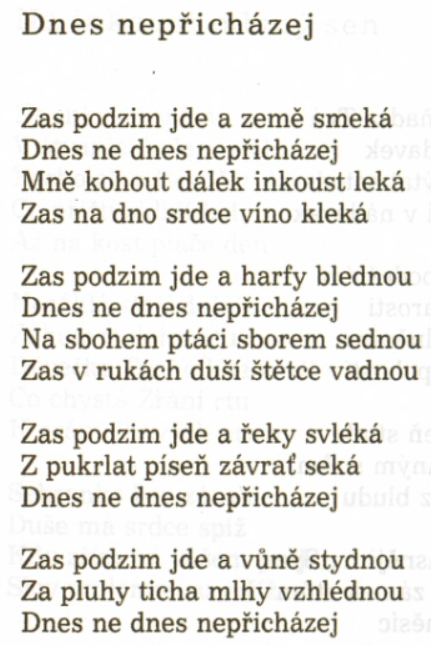 Dnes nepřicházej
Zas podzim jde a země smeká
Dnes ne dnes nepřicházej
Mně kohout dálek inkoust leká
Zas na dno srdce víno kleká
Zas podzim jde a harfy blednou
Dnes ne dnes nepřicházej
Na sbohem ptáci sborem sednou
Zas v rukách duší štětce vadnou
Zas podzim jde a řeky svléká
Z pukrlat píseň závrať seká
Dnes ne dnes nepřicházej
Zas podzim jde a vůně stydnou
Za pluhy ticha mlhy vzhlédnou
Dnes ne dnes nepřicházej